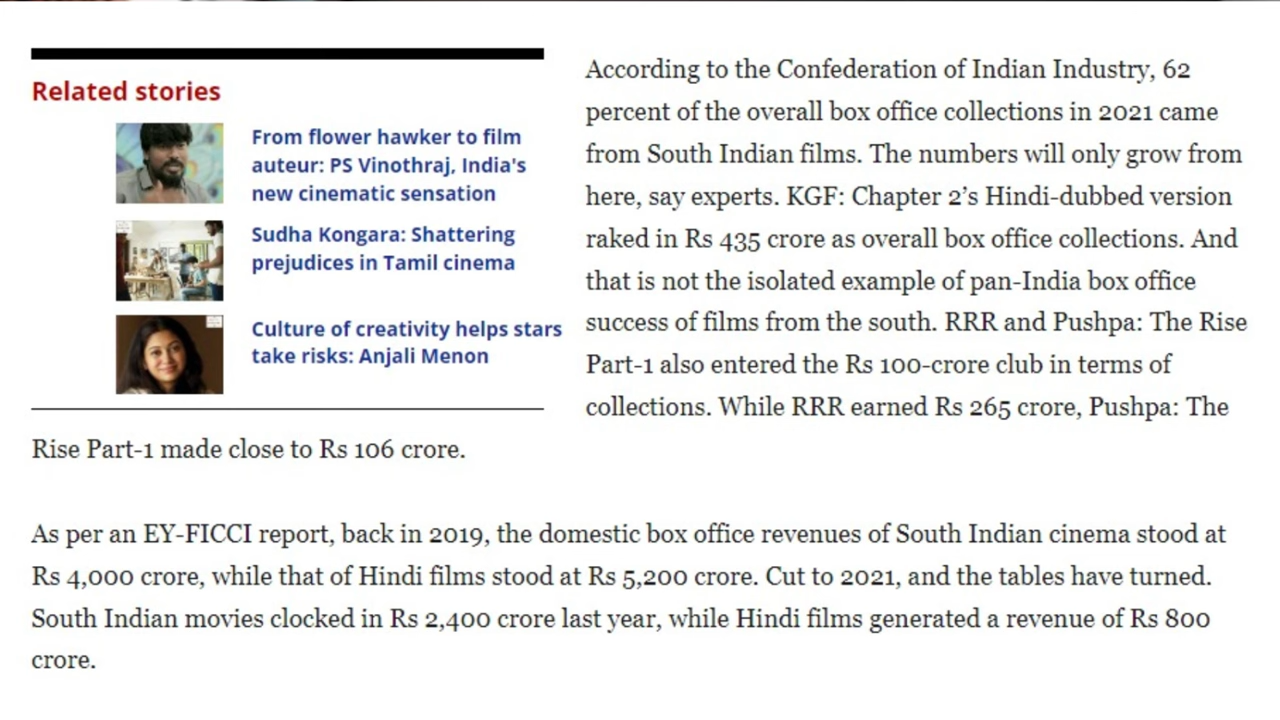 Related stories
From flower hawker to film
auteur: PS Vinothraj, India's
new cinematic sensation
Sudha Kongara: Shattering
prejudices in Tamil cinema
Culture of creativity helps stars
take risks: Anjali Menon
According to the Confederation of Indian Industry, 62
percent of the overall box office collections in 2021 came
from South Indian films. The numbers will only grow from
here, say experts. KGF: Chapter 2’s Hindi-dubbed version
raked in Rs 435 crore as overall box office collections. And
that is not the isolated example of pan-India box office
success of films from the south. RRR and Pushpa: The Rise
Part-1 also entered the Rs 100-crore club in terms of
collections. While RRR earned Rs 265 crore, Pushpa: The
Rise Part-1 made close to Rs 106 crore.
As per an EY-FICCI report, back in 2019, the domestic box office revenues of South Indian cinema stood at
Rs 4,000 crore, while that of Hindi films stood at Rs 5,200 crore. Cut to 2021, and the tables have turned.
South Indian movies clocked in Rs 2,400 crore last year, while Hindi films generated a revenue of Rs 800
crore.